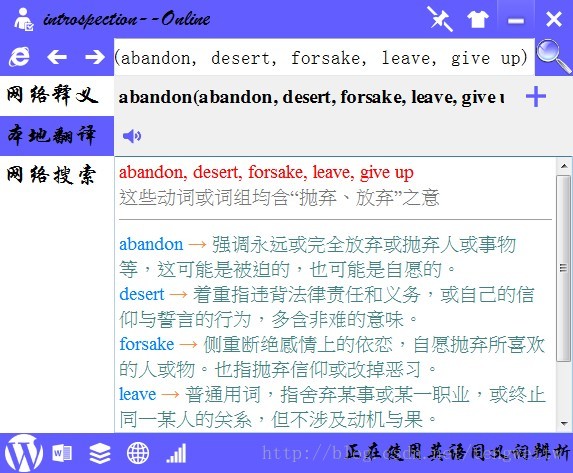 introspection--Online
(abandon, desert, forsake, leave, give up)
网络释义
本地翻译
网络搜索
abandon(abandon, desert, forsake, leave, give u
abandon, desert, forsake, leave, give up
这些动词或词组均含“抛弃、放弃”之意
abandon → 强调永远或完全放弃或抛弃人或事物
等，这可能是被迫的，也可能是自愿的。
desert → 着重指违背法律责任和义务，或自己的信
仰与誓言的行为，多含非难的意味。
forsake → 侧重断绝感情上的依恋，自愿抛弃所喜欢
的人或物。也指抛弃信仰或改掉恶习。
leave → 普通用词，指舍弃某事或某一职业，或终止
同一某人的关系，但不涉及动机与果。
正在使用英语同义词辨析